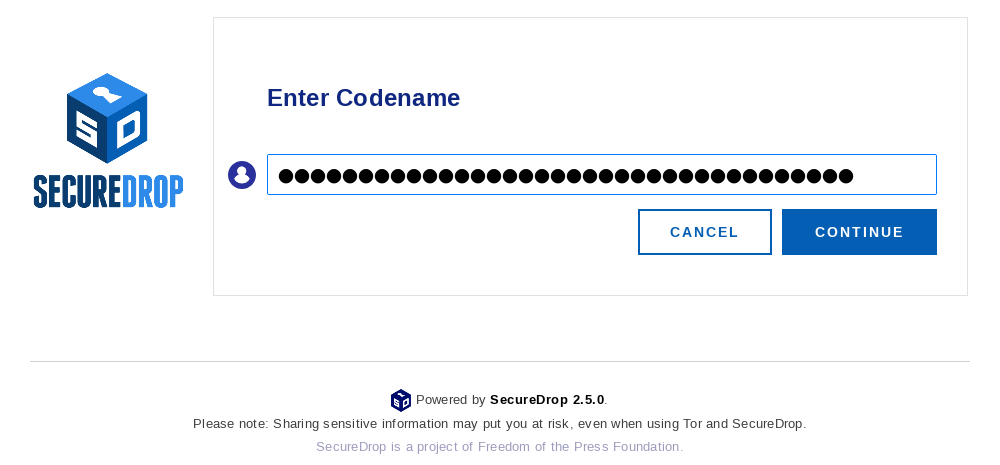 SD
SECUREDROP
Enter Codename
●●●●●●●●●●●●●●●●●●●●●●●●●●●●●●●●●●●●
CANCEL
CONTINUE
SD Powered by SecureDrop 2.5.0.
Please note: Sharing sensitive information may put you at risk, even when using Tor and SecureDrop.
SecureDrop is a project of Freedom of the Press Foundation.